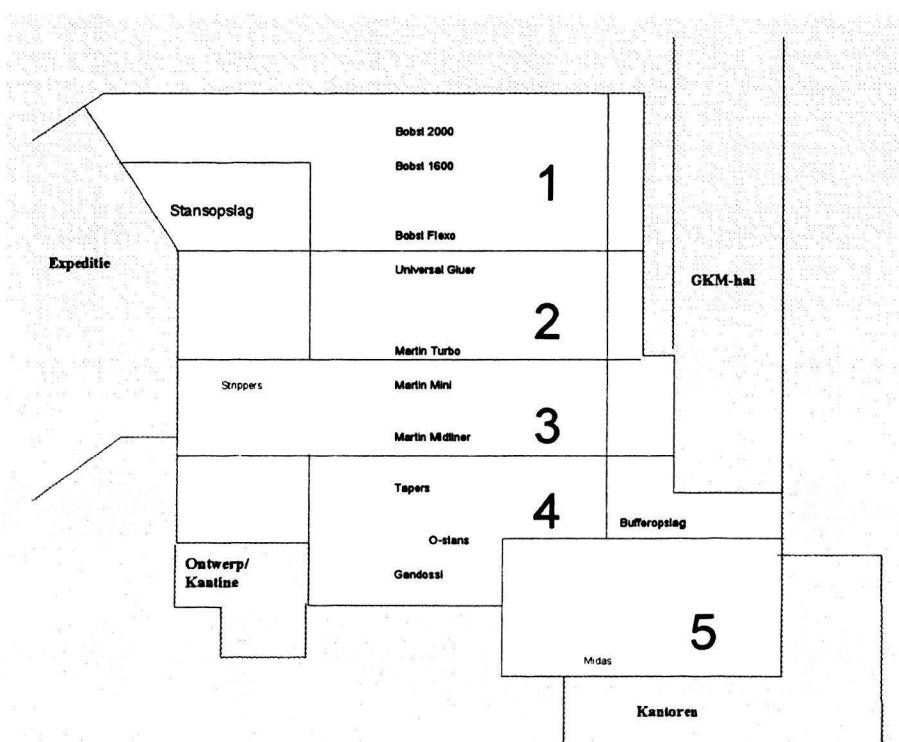 Bobst 2000
Bobst 1600
1
Stansopslag
Bobst Flexo
Expeditie
Universal Gluer
GKM-hal
2
Martin Turbo
Strippers
Martin Mini
3
Martin Midliner
Tapers
4
Bufferopslag
O-stans
Ontwerp/
Kantine
Gandossi
5
Midas
Kantoren